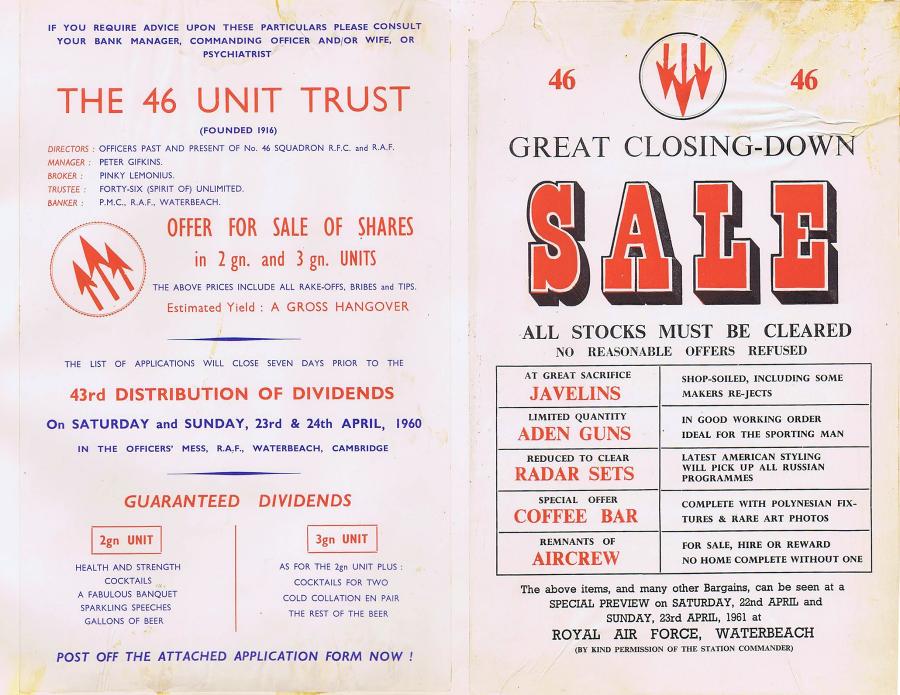 IF YOU REQUIRE ADVICE UPON THESE PARTICULARS PLEASE CONSULT
YOUR BANK MANAGER, COMMANDING OFFICER AND/OR WIFE, OR
PSYCHIATRIST
THE 46 UNIT TRUST
(FOUNDED 1916)
DIRECTORS : OFFICERS PAST AND PRESENT OF No. 46 SQUADRON R.F.C. and R.A.F.
MANAGER : PETER GIFKINS.
BROKER : PINKY LEMONIUS.
TRUSTEE : FORTY-SIX (SPIRIT OF) UNLIMITED.
BANKER : P.M.C., R.A.F., WATERBEACH.
OFFER FOR SALE OF SHARES
in 2 gn. and 3 gn. UNITS
THE ABOVE PRICES INCLUDE ALL RAKE-OFFS, BRIBES and TIPS.
Estimated Yield : A GROSS HANGOVER
THE LIST OF APPLICATIONS WILL CLOSE SEVEN DAYS PRIOR TO THE
43rd DISTRIBUTION OF DIVIDENDS
On SATURDAY and SUNDAY, 23rd & 24th APRIL, 1960
IN THE OFFICERS' MESS, R.A.F., WATERBEACH, CAMBRIDGE
GUARANTEED DIVIDENDS
2gn UNIT
HEALTH AND STRENGTH
COCKTAILS
A FABULOUS BANQUET
SPARKLING SPEECHES
GALLONS OF BEER
3gn UNIT
AS FOR THE 2gn UNIT PLUS :
COCKTAILS FOR TWO
COLD COLLATION EN PAIR
THE REST OF THE BEER
POST OFF THE ATTACHED APPLICATION FORM NOW !
46 46
GREAT CLOSING-DOWN
SALE
ALL STOCKS MUST BE CLEARED
NO REASONABLE OFFERS REFUSED
AT GREAT SACRIFICE
JAVELINS
SHOP-SOILED, INCLUDING SOME
MAKERS RE-JECTS
LIMITED QUANTITY
ADEN GUNS
IN GOOD WORKING ORDER
IDEAL FOR THE SPORTING MAN
REDUCED TO CLEAR
RADAR SETS
LATEST AMERICAN STYLING
WILL PICK UP ALL RUSSIAN
PROGRAMMES
SPECIAL OFFER
COFFEE BAR
COMPLETE WITH POLYNESIAN FIX-
TURES & RARE ART PHOTOS
REMNANTS OF
AIRCREW
FOR SALE, HIRE OR REWARD
NO HOME COMPLETE WITHOUT ONE
The above items, and many other Bargains, can be seen at a
SPECIAL PREVIEW on SATURDAY, 22nd APRIL and
SUNDAY, 23rd APRIL, 1961 at
ROYAL AIR FORCE, WATERBEACH
(BY KIND PERMISSION OF THE STATION COMMANDER)